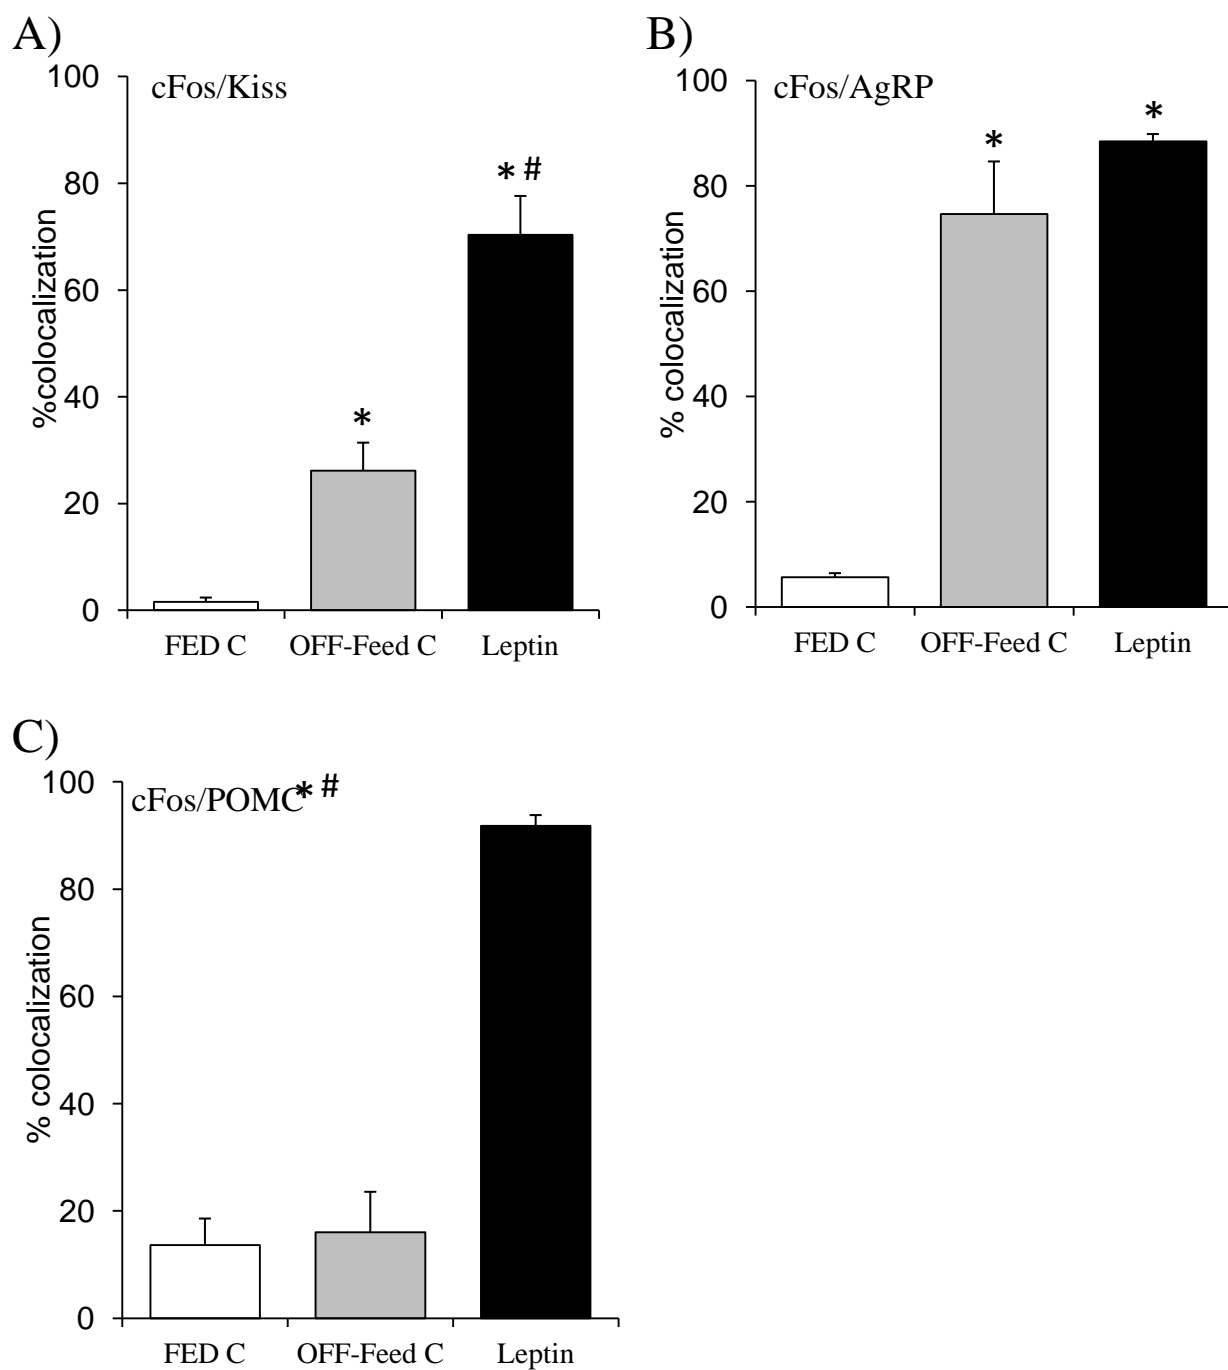 A)
100
cFos/Kiss
80
* #
60
40
*
20
0
%colocalization
FED C OFF-Feed C Leptin
B)
100
cFos/AgRP
*
*
80
60
40
20
0
% colocalization
FED C OFF-Feed C Leptin
C)
100
cFos/POMC* #
80
60
40
20
0
% colocalization
FED C OFF-Feed C Leptin